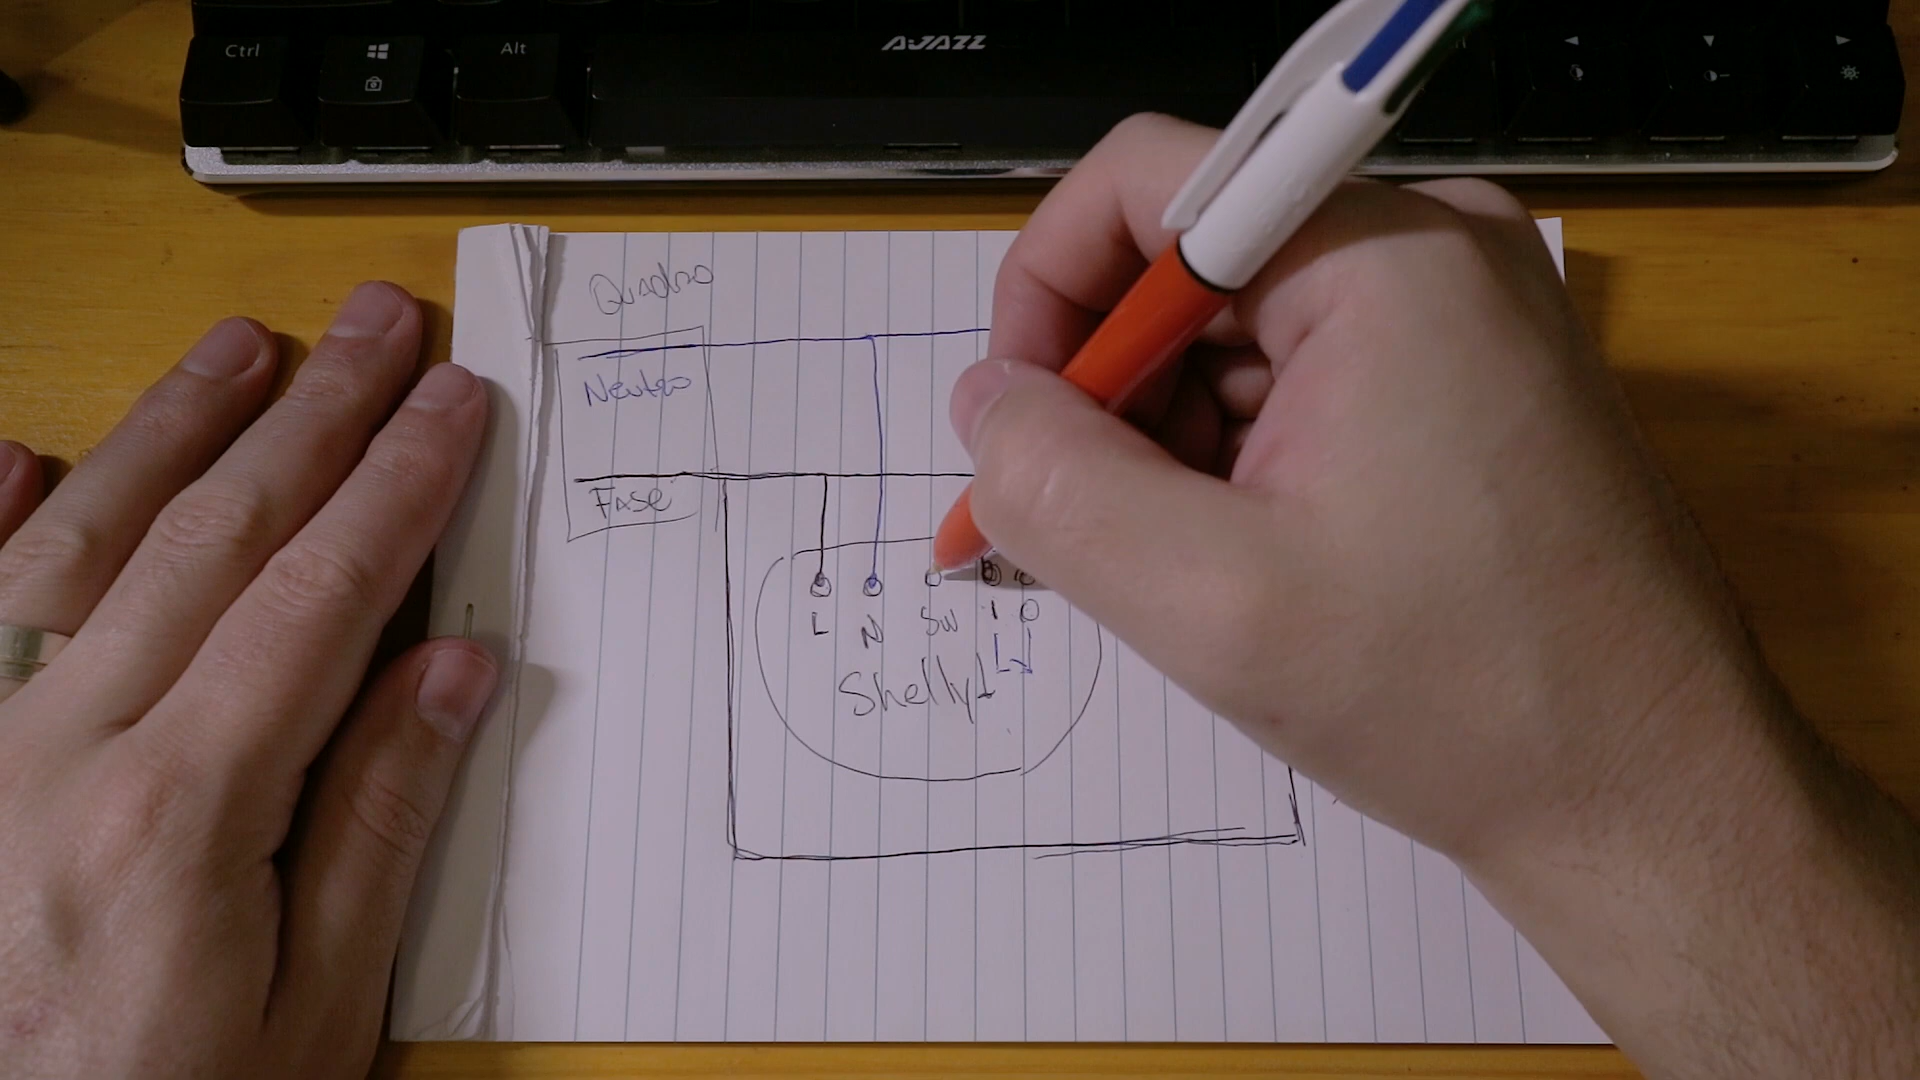 Ctrl
Alt
AJAZZ
Quadro
Neutro
Fase
L N SW I O
Shelly1